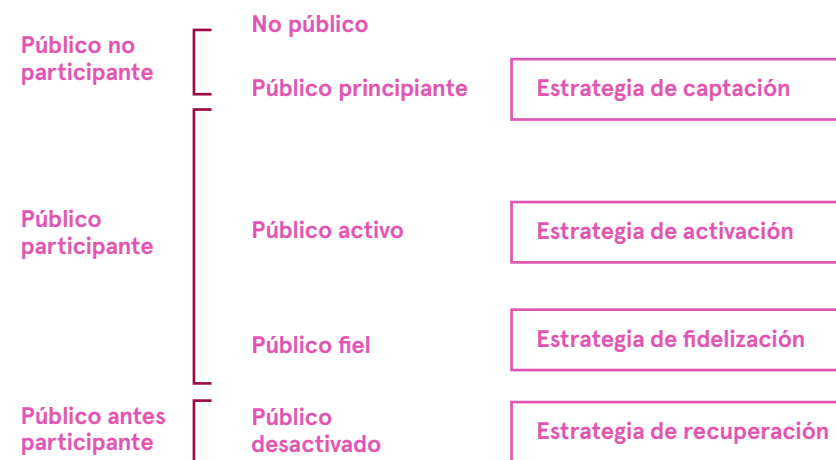 No público
Público no
participante
Público principiante
Estrategia de captación
Público
participante
Público activo
Estrategia de activación
Público fiel
Estrategia de fidelización
Público antes
participante
Público
desactivado
Estrategia de recuperación